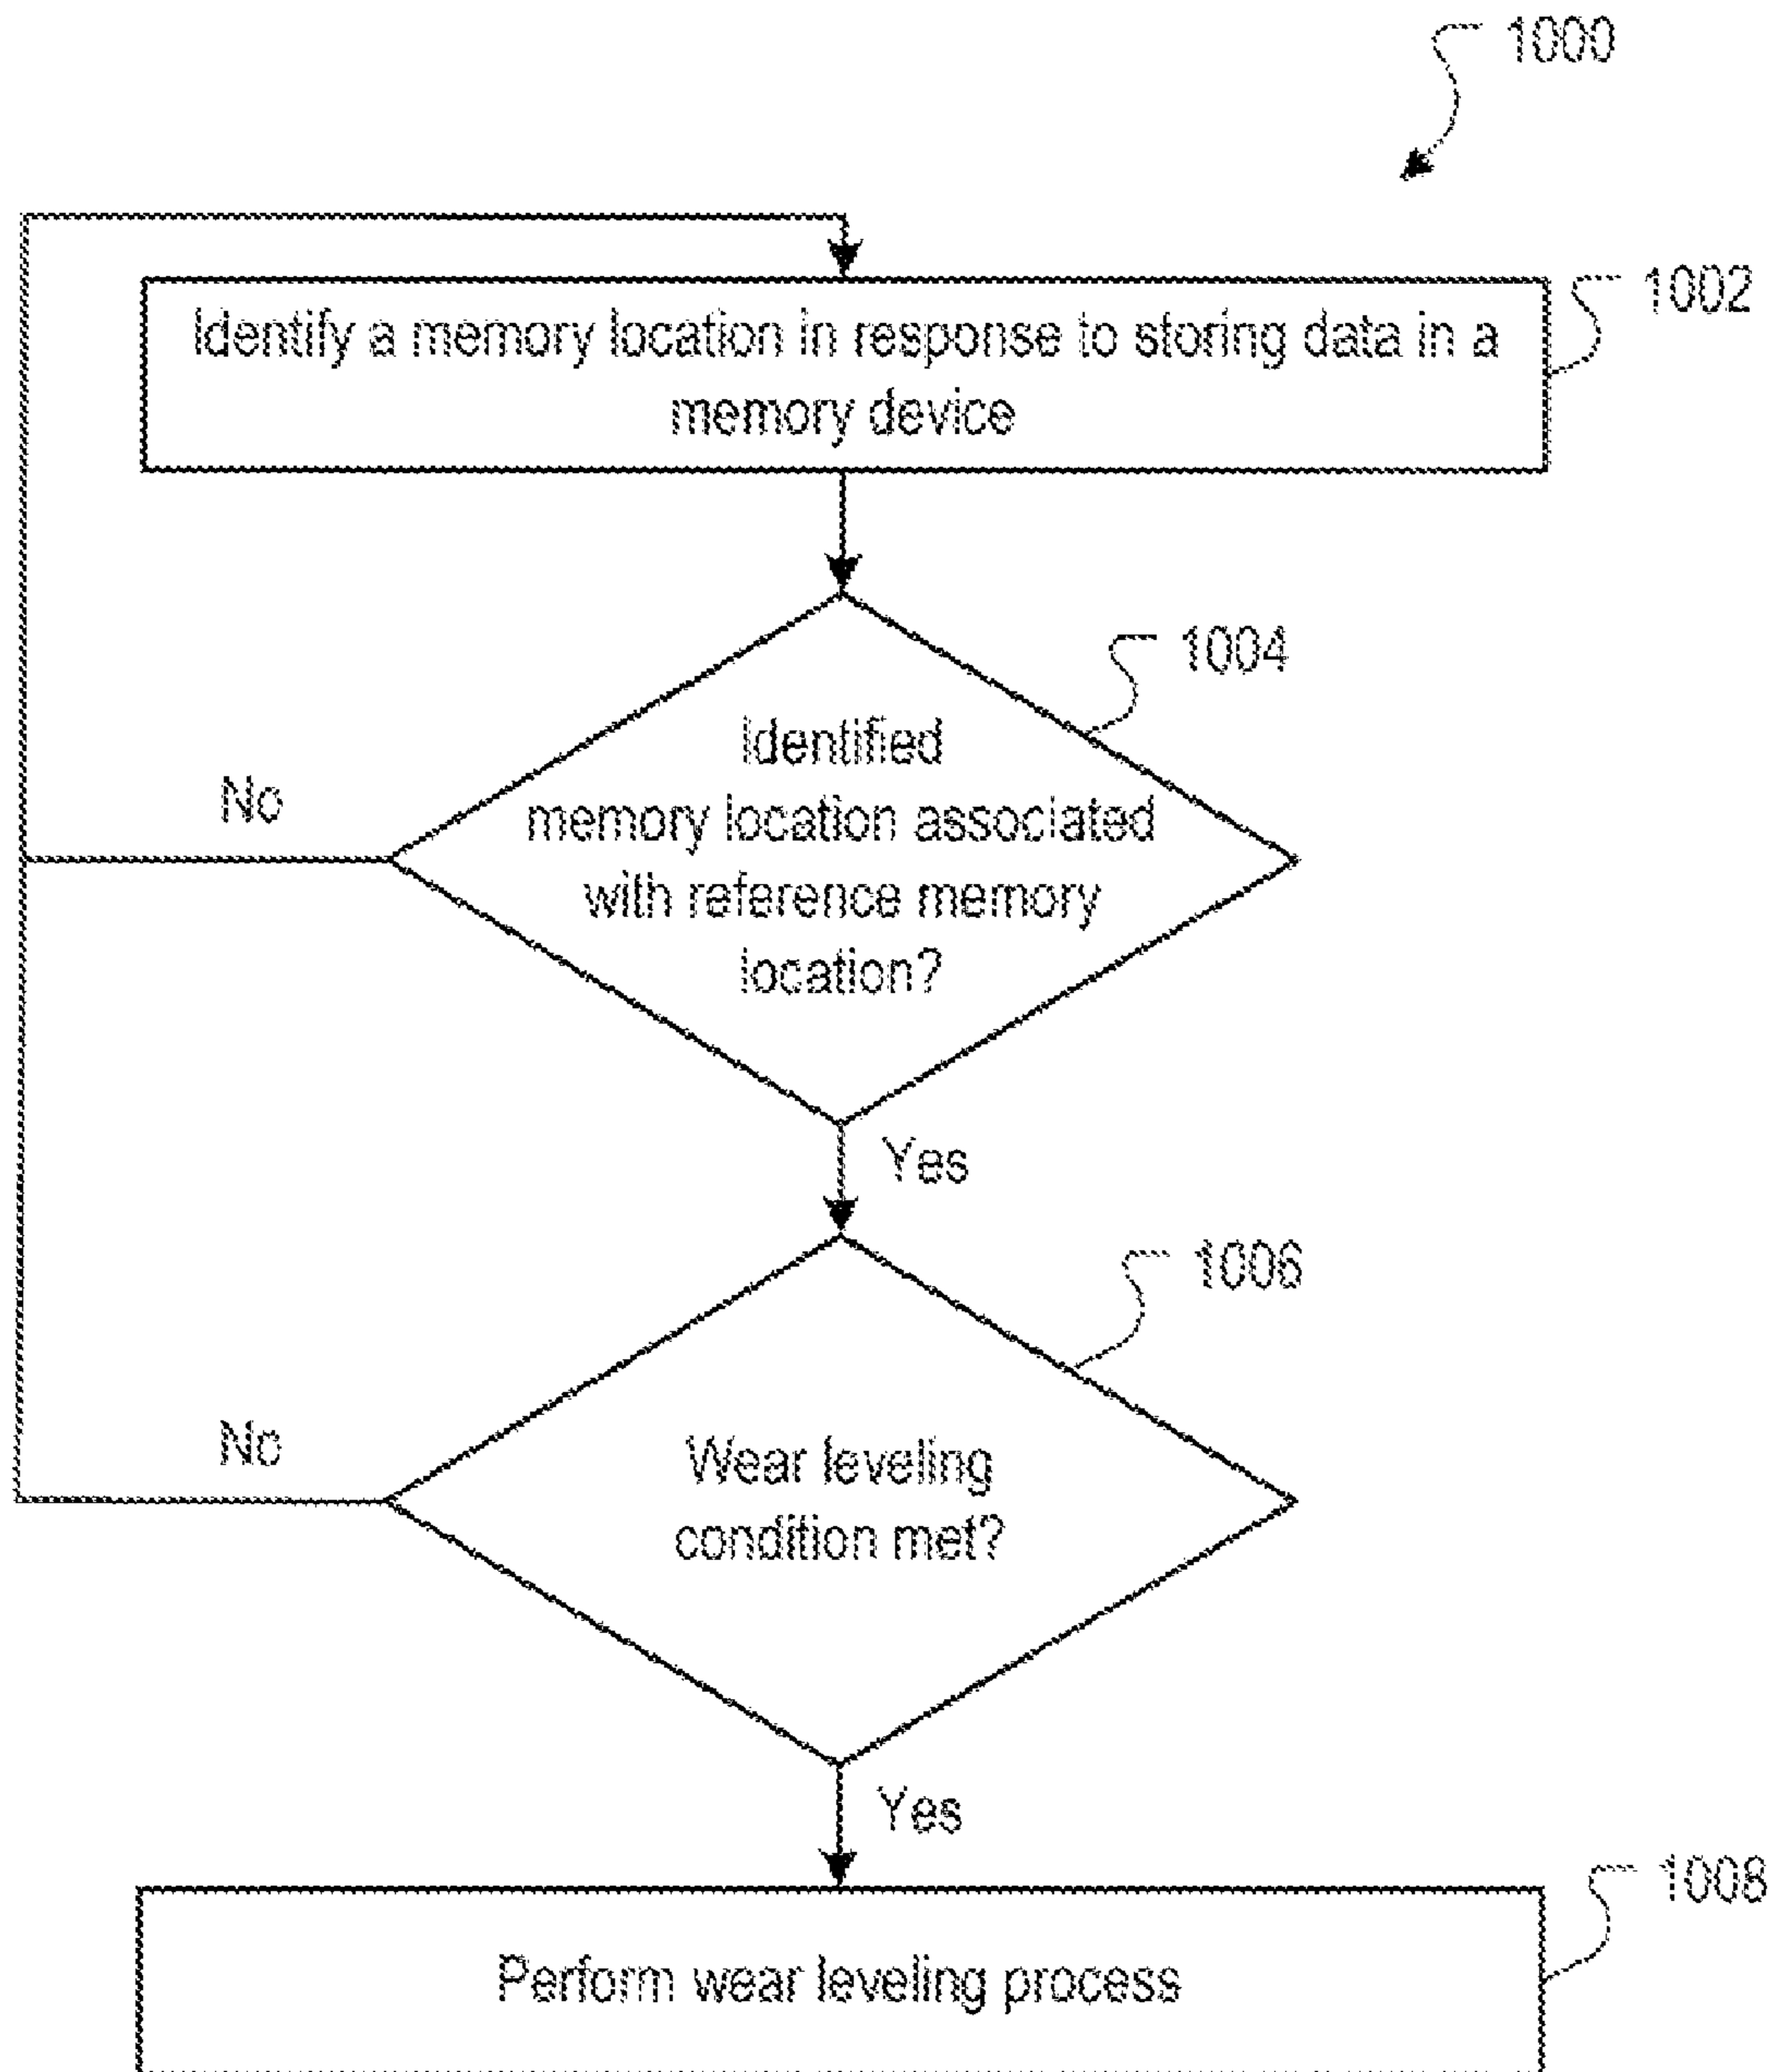 1000
1002
Identify a memory location in response to storing data in a
memory device
1004
Identified
memory location associated
with reference memory
location?
No
Yes
1006
Wear leveling
condition met?
No
Yes
1008
Perform wear leveling process